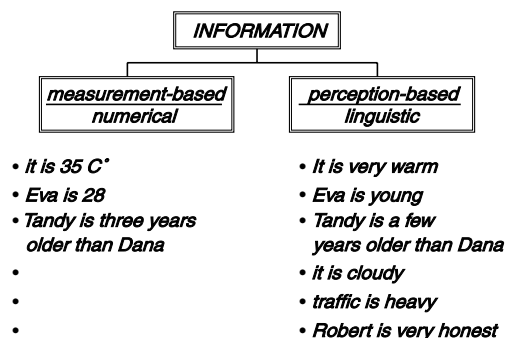 INFORMATION
measurement-based
numerical
perception-based
linguistic
• it is 35 C˚
• Eva is 28
• Tandy is three years
older than Dana
•
•
•
• It is very warm
• Eva is young
• Tandy is a few
years older than Dana
• it is cloudy
• traffic is heavy
• Robert is very honest